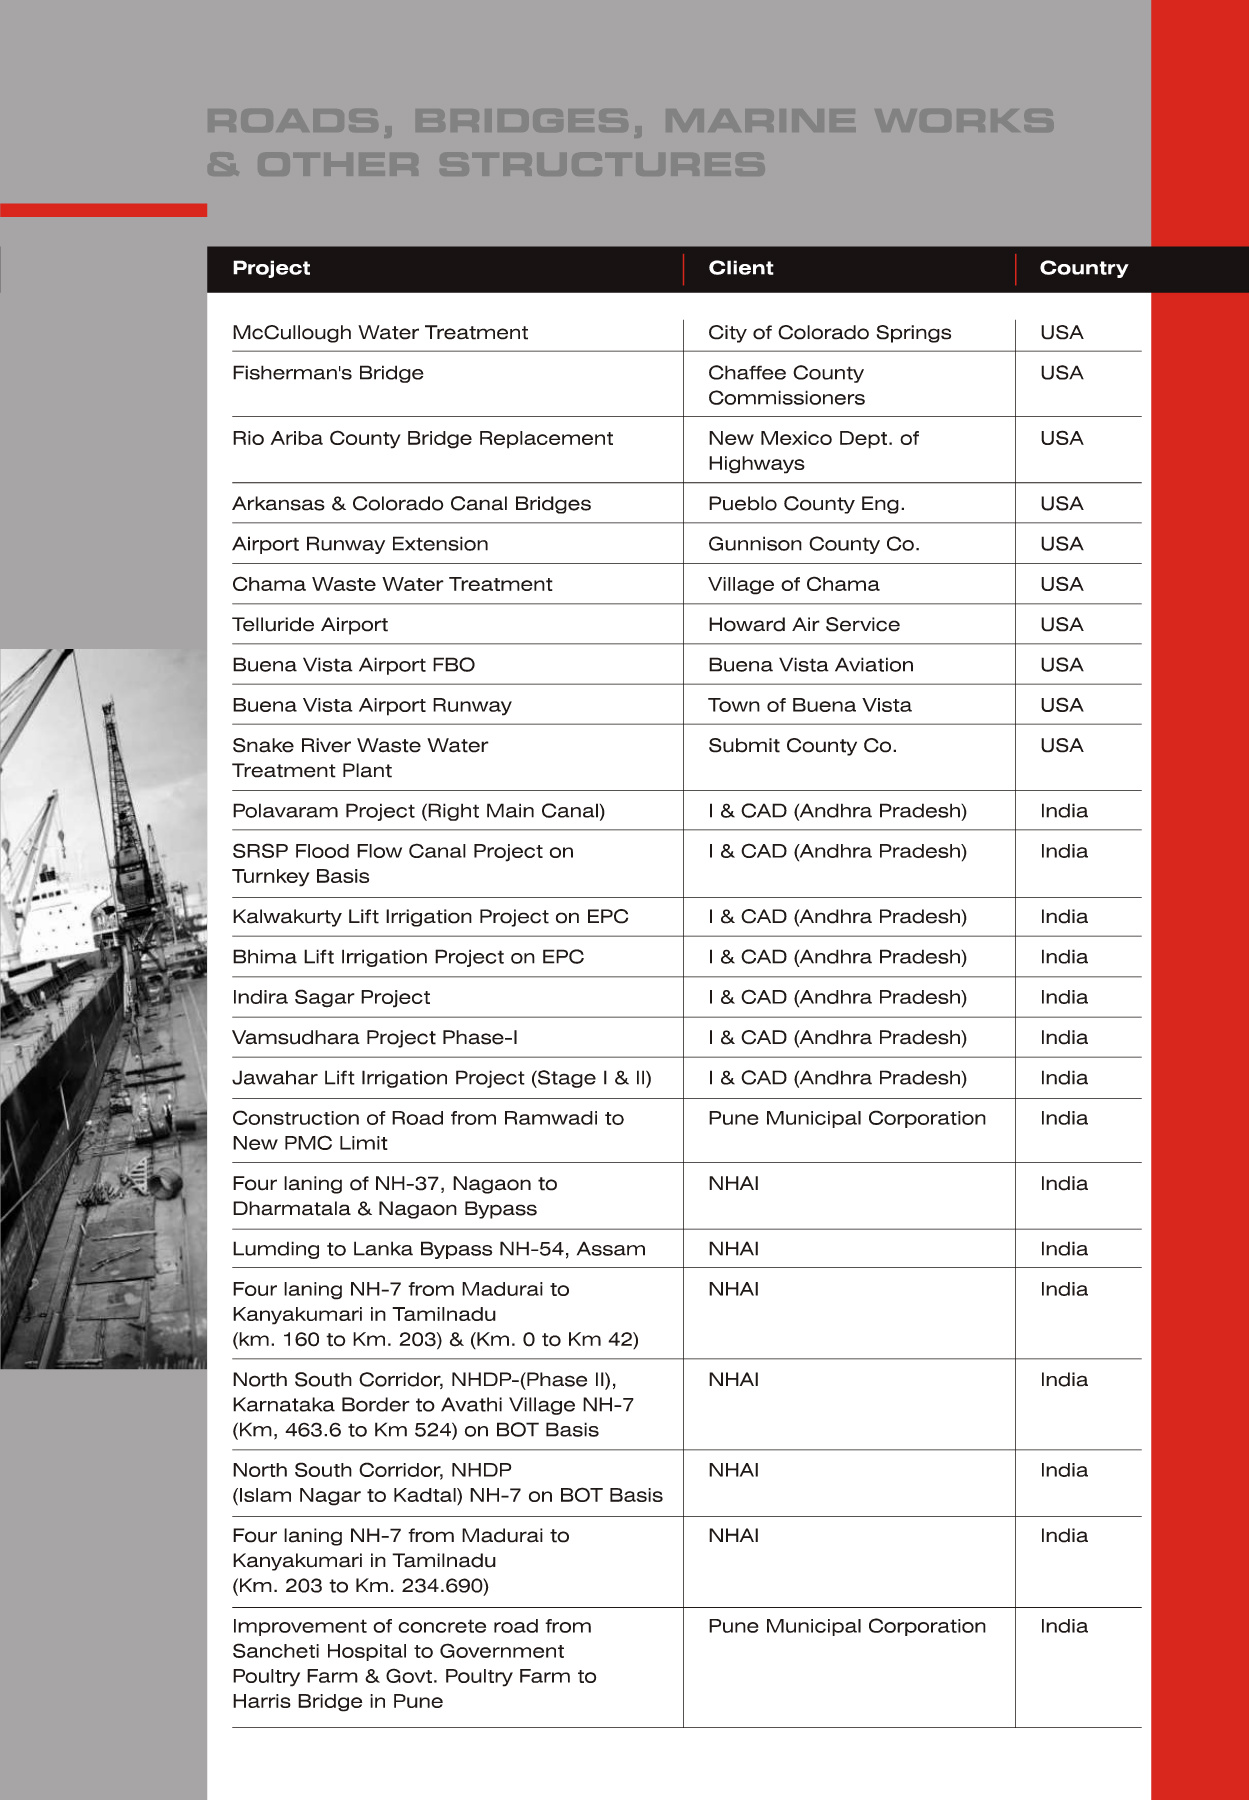 ROADS, BRIDGES, MARINE WORKS
& OTHER STRUCTURES
Project Client Country
McCullough Water Treatment City of Colorado Springs USA
Fisherman's Bridge Chaffee County USA
Commissioners
Rio Ariba County Bridge Replacement New Mexico Dept. of USA
Highways
Arkansas & Colorado Canal Bridges Pueblo County Eng. USA
Airport Runway Extension Gunnison County Co. USA
Chama Waste Water Treatment Village of Chama USA
Telluride Airport Howard Air Service USA
Buena Vista Airport FBO Buena Vista Aviation USA
Buena Vista Airport Runway Town of Buena Vista USA
Snake River Waste Water Submit County Co. USA
Treatment Plant
Polavaram Project (Right Main Canal) I & CAD (Andhra Pradesh) India
SRSP Flood Flow Canal Project on I & CAD (Andhra Pradesh) India
Turnkey Basis
Kalwakurty Lift Irrigation Project on EPC I & CAD (Andhra Pradesh) India
Bhima Lift Irrigation Project on EPC I & CAD (Andhra Pradesh) India
Indira Sagar Project I & CAD (Andhra Pradesh) India
Vamsudhara Project Phase-I I & CAD (Andhra Pradesh) India
Jawahar Lift Irrigation Project (Stage I & II) I & CAD (Andhra Pradesh) India
Construction of Road from Ramwadi to Pune Municipal Corporation India
New PMC Limit
Four laning of NH-37, Nagaon to NHAI India
Dharmatala & Nagaon Bypass
Lumding to Lanka Bypass NH-54, Assam NHAI India
Four laning NH-7 from Madurai to NHAI India
Kanyakumari in Tamilnadu
(km. 160 to Km. 203) & (Km. 0 to Km 42)
North South Corridor, NHDP-(Phase II), NHAI India
Karnataka Border to Avathi Village NH-7
(Km, 463.6 to Km 524) on BOT Basis
North South Corridor, NHDP NHAI India
(Islam Nagar to Kadtal) NH-7 on BOT Basis
Four laning NH-7 from Madurai to NHAI India
Kanyakumari in Tamilnadu
(Km. 203 to Km. 234.690)
Improvement of concrete road from Pune Municipal Corporation India
Sancheti Hospital to Government
Poultry Farm & Govt. Poultry Farm to
Harris Bridge in Pune